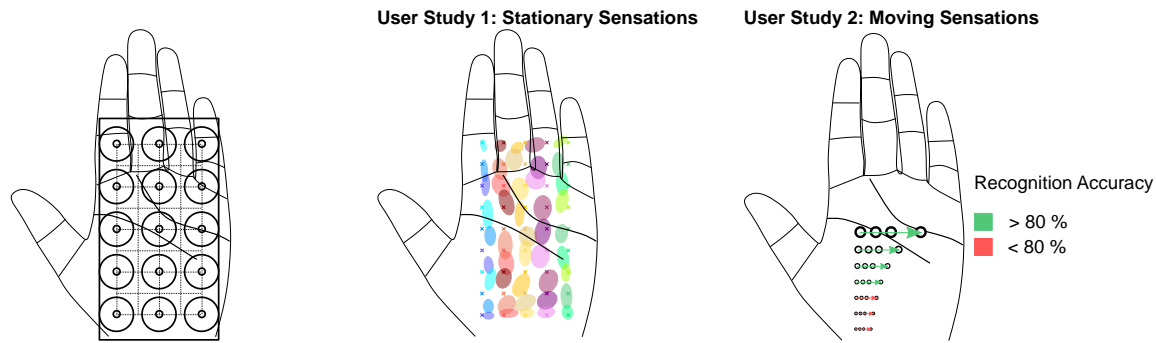 User Study 1: Stationary Sensations
User Study 2: Moving Sensations
Recognition Accuracy
> 80 %
< 80 %